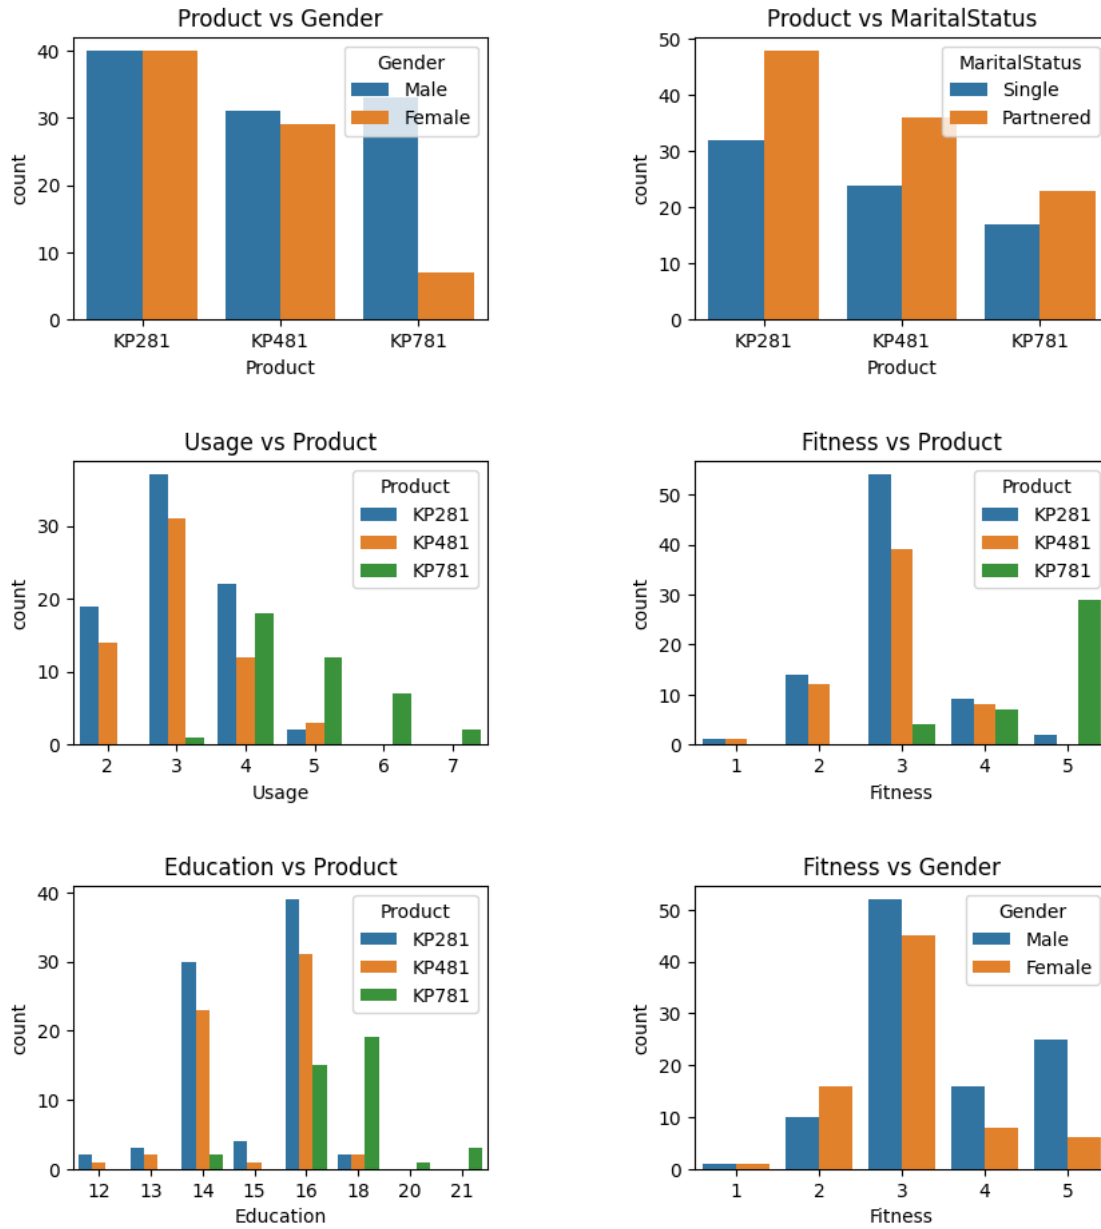 Product vs Gender
count
40
30
20
10
0
Gender
Male
Female
KP281 KP481 KP781
Product
Product vs MaritalStatus
count
50
40
30
20
10
0
MaritalStatus
Single
Partnered
KP281 KP481 KP781
Product
Usage vs Product
count
30
20
10
0
Product
KP281
KP481
KP781
2 3 4 5 6 7
Usage
Fitness vs Product
count
50
40
30
20
10
0
Product
KP281
KP481
KP781
1 2 3 4 5
Fitness
Education vs Product
count
40
30
20
10
0
Product
KP281
KP481
KP781
12 13 14 15 16 18 20 21
Education
Fitness vs Gender
count
50
40
30
20
10
0
Gender
Male
Female
1 2 3 4 5
Fitness